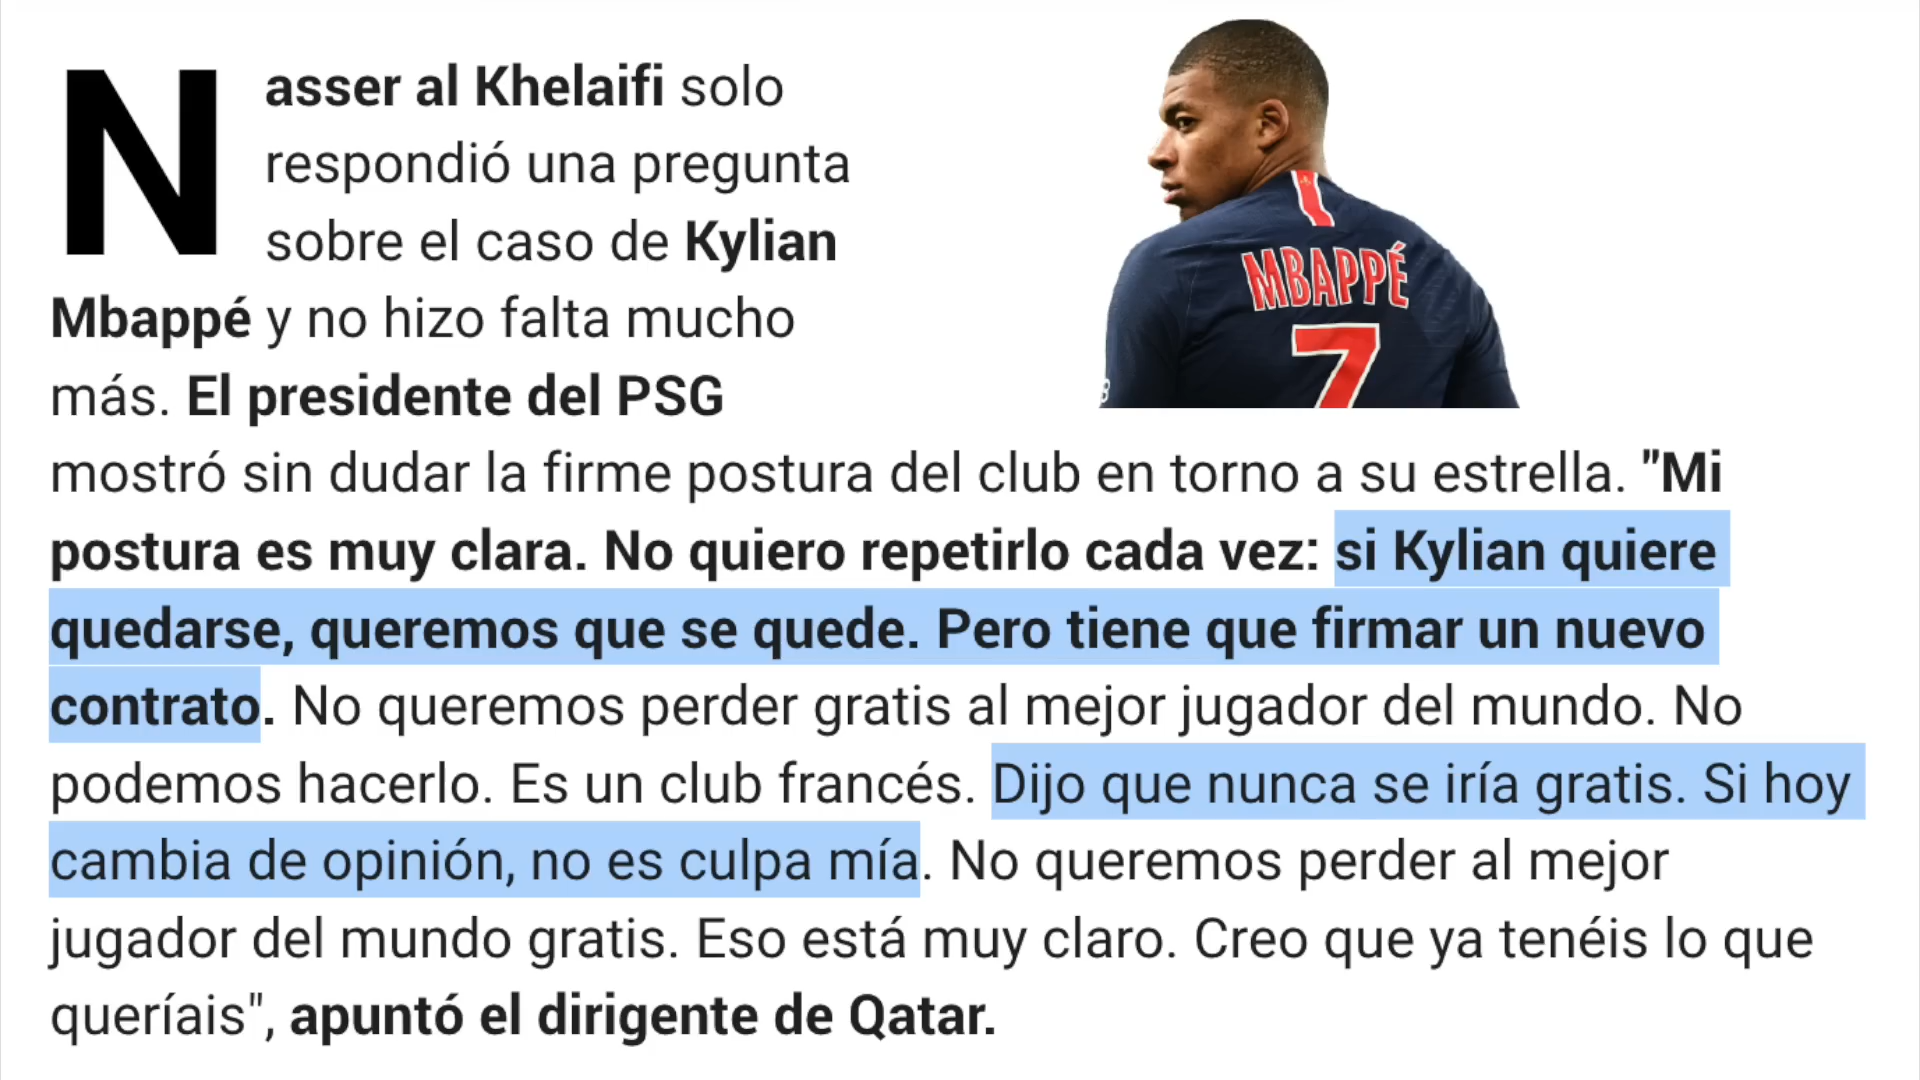 Nasser al Khelaifi solo
respondió una pregunta
sobre el caso de Kylian
Mbappé y no hizo falta mucho
más. El presidente del PSG
mostró sin dudar la firme postura del club en torno a su estrella. "Mi
postura es muy clara. No quiero repetirlo cada vez: si Kylian quiere
quedarse, queremos que se quede. Pero tiene que firmar un nuevo
contrato. No queremos perder gratis al mejor jugador del mundo. No
podemos hacerlo. Es un club francés. Dijo que nunca se iría gratis. Si hoy
cambia de opinión, no es culpa mía. No queremos perder al mejor
jugador del mundo gratis. Eso está muy claro. Creo que ya tenéis lo que
queríais", apuntó el dirigente de Qatar.
MBAPPÉ
7